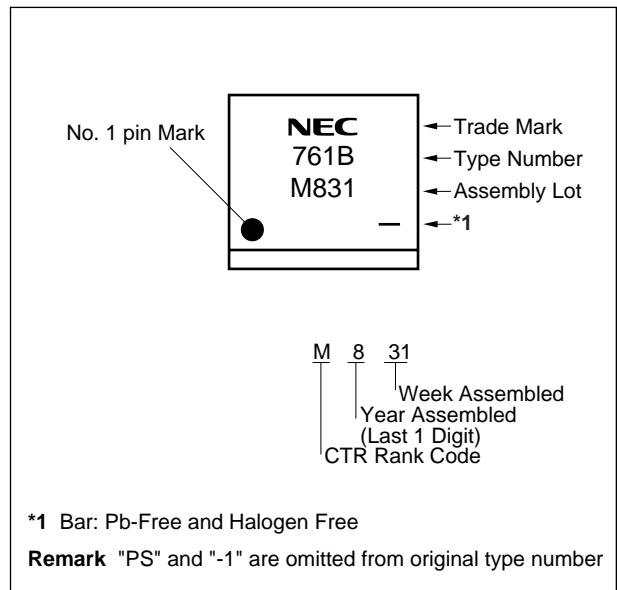 No. 1 pin Mark
NEC
761B
M831
Trade Mark
Type Number
Assembly Lot
*1
M 8 31
Week Assembled
Year Assembled
(Last 1 Digit)
CTR Rank Code
*1 Bar: Pb-Free and Halogen Free
Remark "PS" and "-1" are omitted from original type number